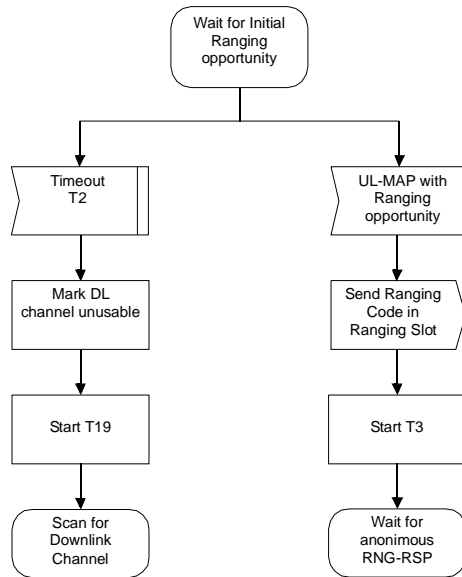 Wait for Initial
Ranging
opportunity
Timeout
T2
UL-MAP with
Ranging
opportunity
Mark DL
channel unusable
Send Ranging
Code in
Ranging Slot
Start T19
Start T3
Scan for
Downlink
Channel
Wait for
anonimous
RNG-RSP